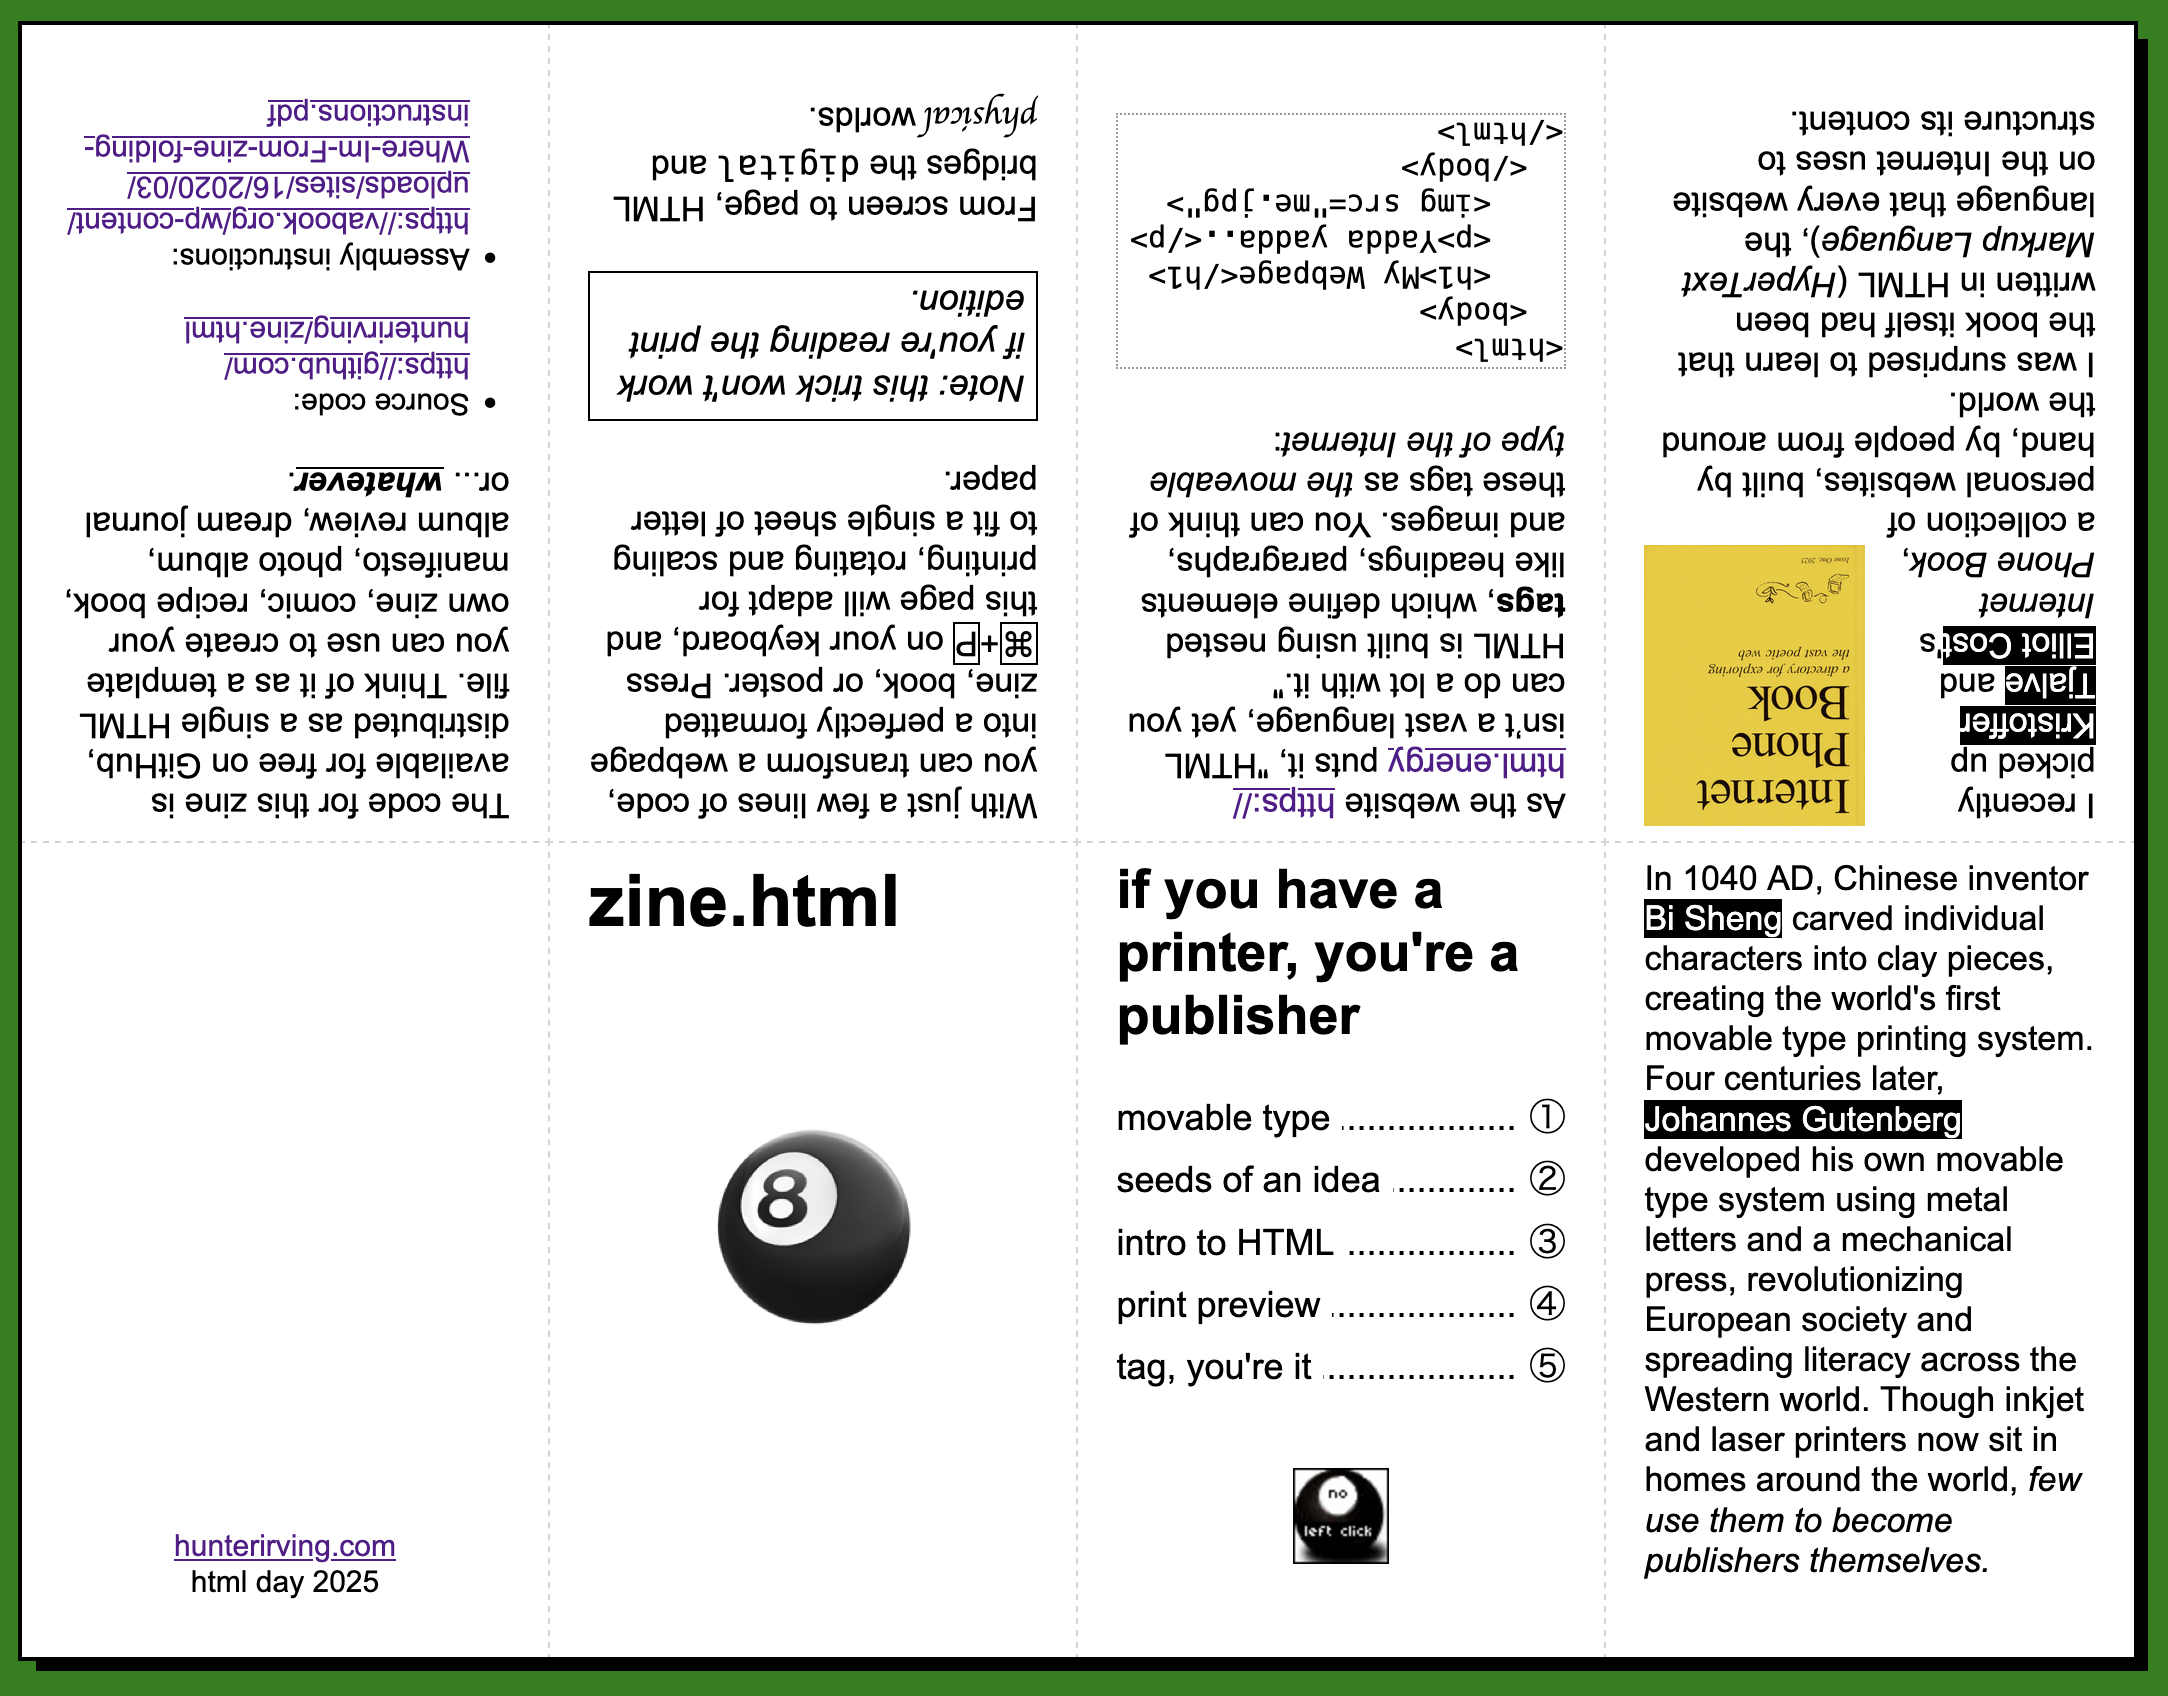 zine.html
8
if you have a
printer, you're a
publisher
movable type ................. ①
seeds of an idea ............ ②
intro to HTML ................. ③
print preview .................. ④
tag, you're it ................... ⑤
no
left click
In 1040 AD, Chinese inventor
Bi Sheng carved individual
characters into clay pieces,
creating the world's first
movable type printing system.
Four centuries later,
Johannes Gutenberg
developed his own movable
type system using metal
letters and a mechanical
press, revolutionizing
European society and
spreading literacy across the
Western world. Though inkjet
and laser printers now sit in
homes around the world, few
use them to become
publishers themselves.
I recently
picked up
Kristoffer
Tjalve and
Elliot Cost's
Internet
Phone Book,
a collection of
personal websites, built by
hand, by people from around
the world.
I was surprised to learn that
the book itself had been
written in HTML (HyperText
Markup Language), the
language that every website
on the Internet uses to
structure its content.
Internet
Phone
Book
a directory for exploring
the vast poetic web
Issue One, 2025
As the website https://
html.energy puts it, "HTML
isn't a vast language, yet you
can do a lot with it."
HTML is built using nested
tags, which define elements
like headings, paragraphs,
and images. You can think of
these tags as the moveable
type of the Internet:
<html>
<body>
<h1>My Webpage</h1>
<p>Yadda yadda..</p>
<img src="me.jpg">
</body>
</html>
With just a few lines of code,
you can transform a webpage
into a perfectly formatted
zine, book, or poster. Press
⌘+P on your keyboard, and
this page will adapt for
printing, rotating and scaling
to fit a single sheet of letter
paper.
Note: this trick won't work
if you're reading the print
edition.
From screen to page, HTML
bridges the digital and
physical worlds.
The code for this zine is
available for free on GitHub,
distributed as a single HTML
file. Think of it as a template
you can use to create your
own zine, comic, recipe book,
manifesto, photo album,
album review, dream journal
or... whatever.
• Source code:
https://github.com/
hunterirving/zine.html
• Assembly instructions:
https://vabook.org/wp-content/
uploads/sites/16/2020/03/
Where-Im-From-zine-folding-
instructions.pdf
hunterirving.com
html day 2025